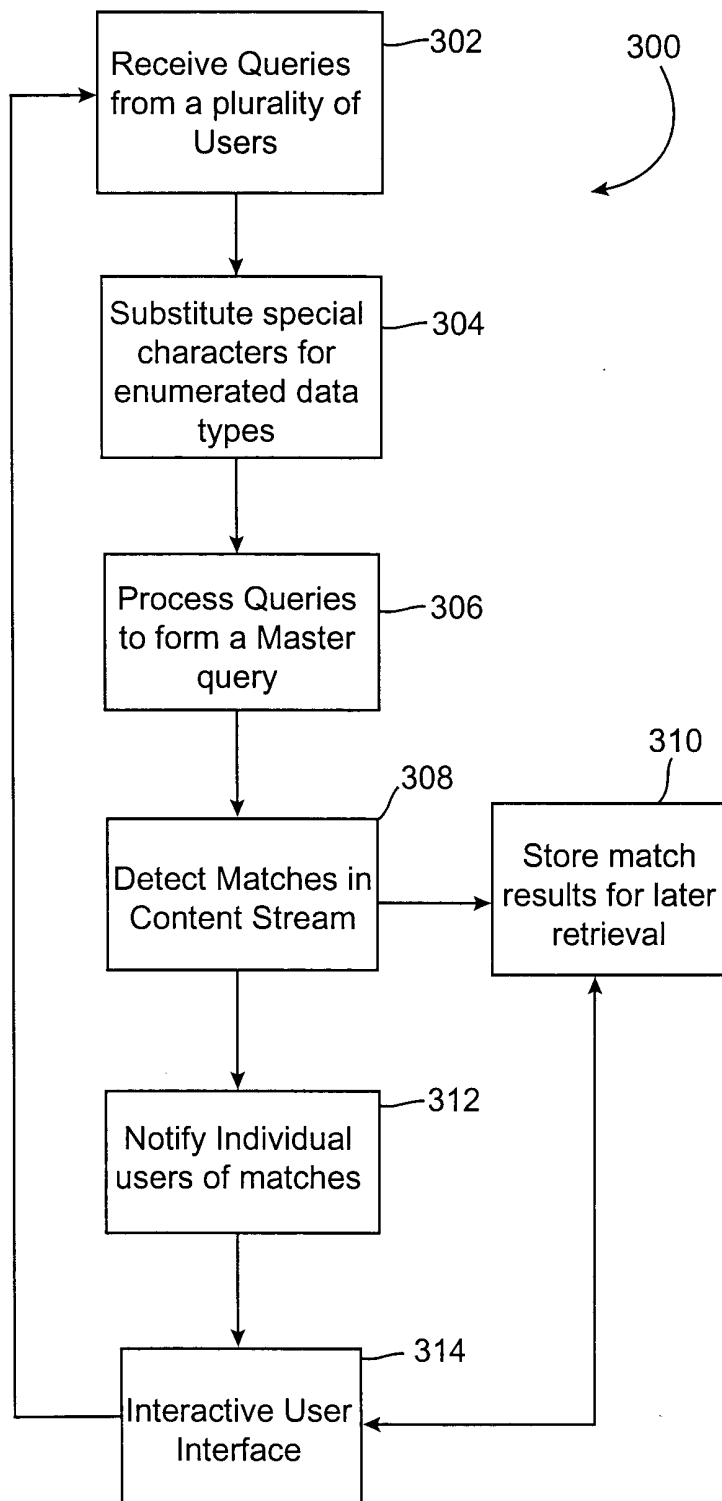 302
300
Receive Queries
from a plurality of
Users
Substitute special
characters for
enumerated data
types
304
Process Queries
to form a Master
query
306
308
310
Detect Matches in
Content Stream
Store match
results for later
retrieval
312
Notify Individual
users of matches
314
Interactive User
Interface